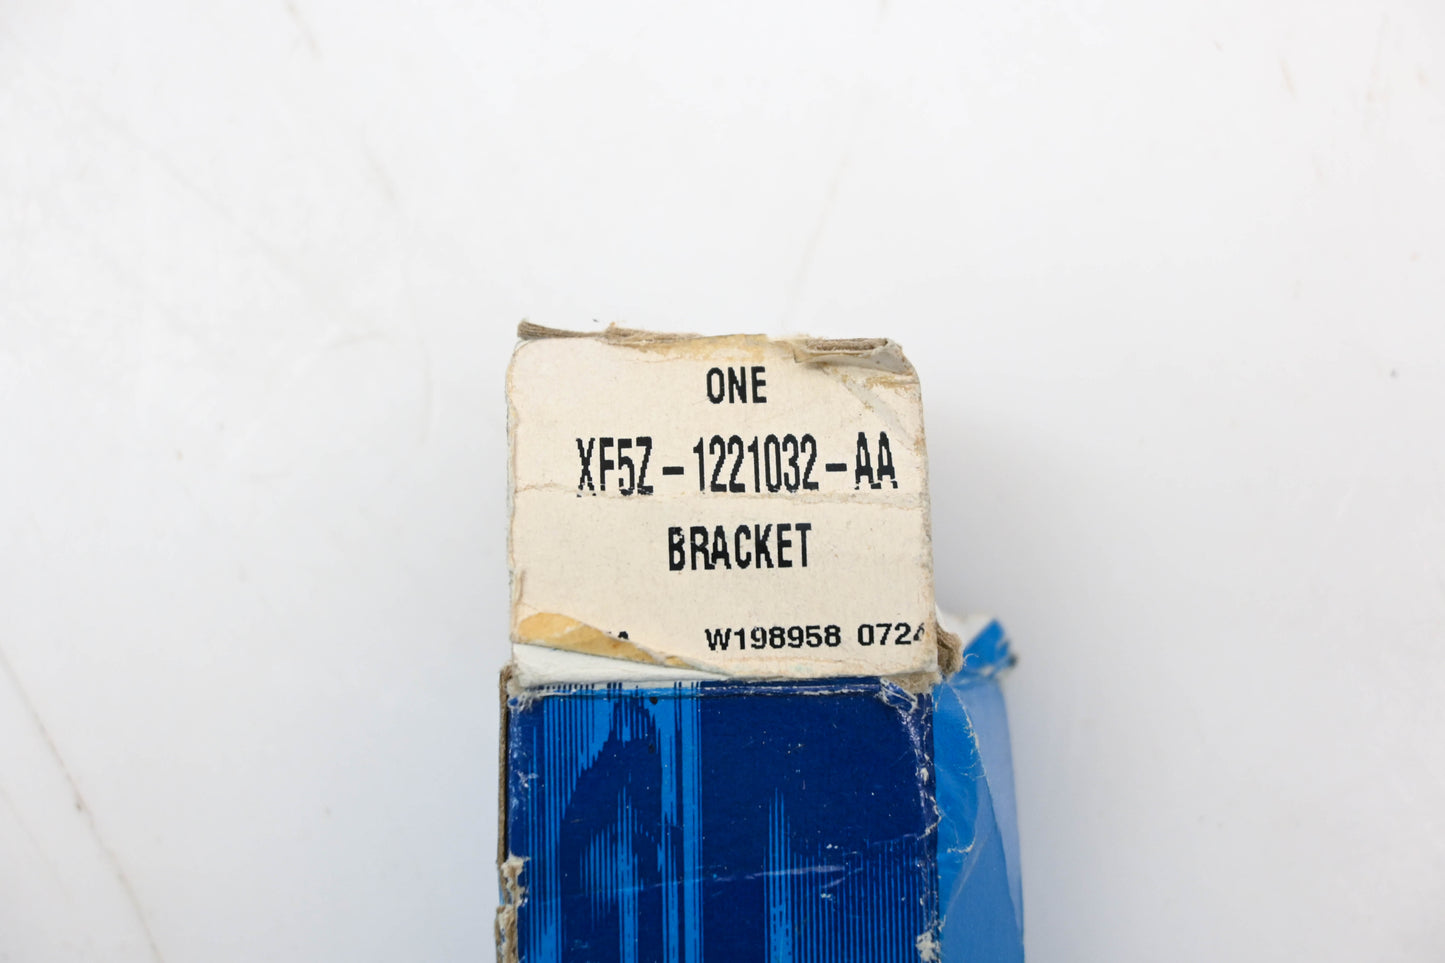 ONE
XF5Z-1221032-AA
BRACKET
W198958 0724